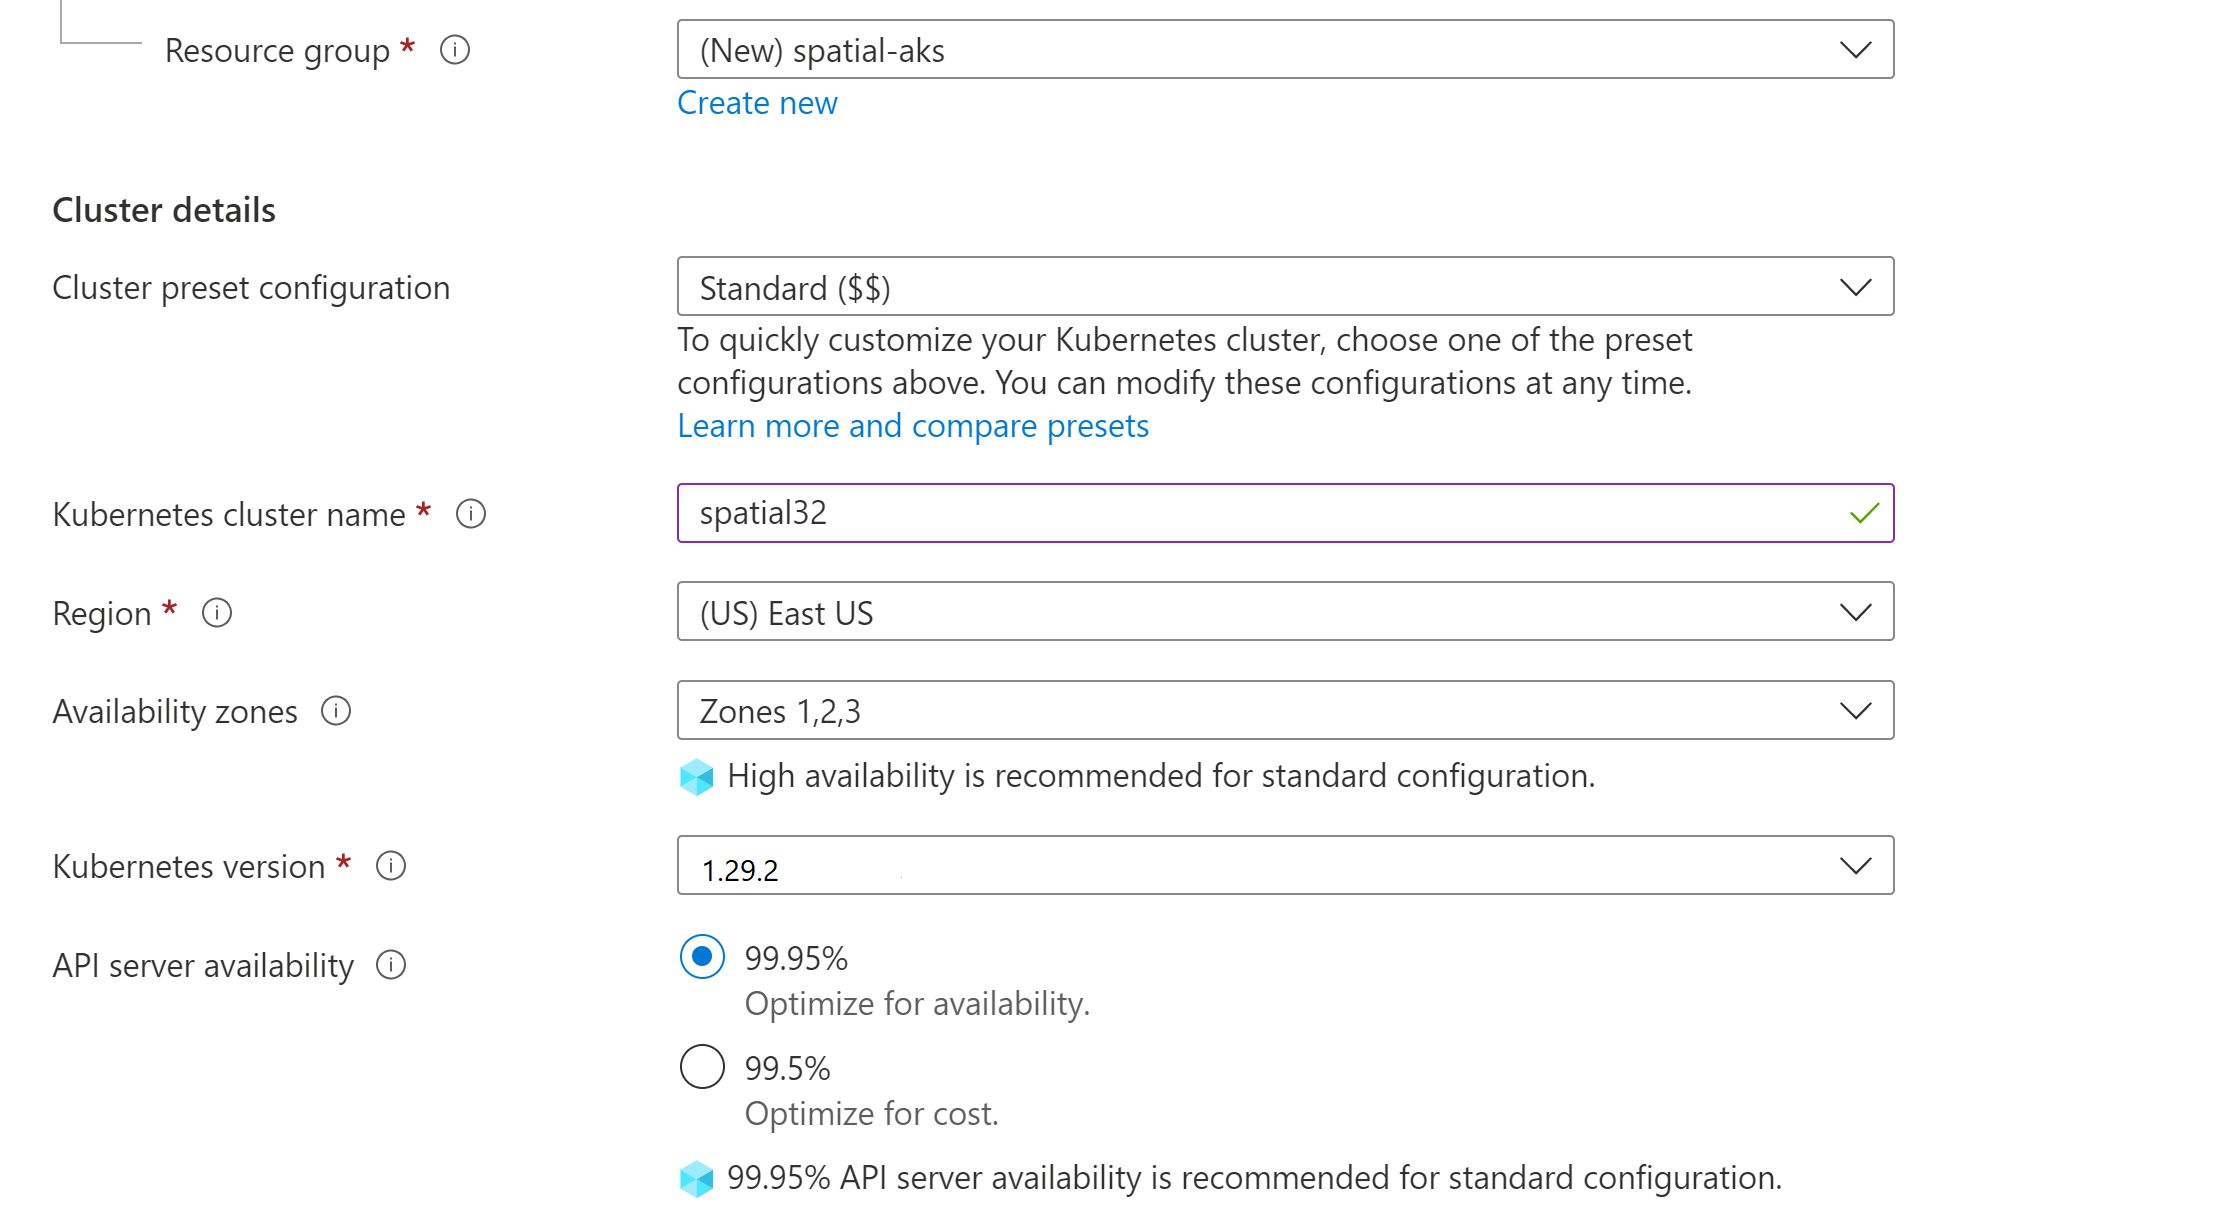 Resource group *
(New) spatial-aks
Create new
Cluster details
Cluster preset configuration
Standard ($$)
To quickly customize your Kubernetes cluster, choose one of the preset
configurations above. You can modify these configurations at any time.
Learn more and compare presets
Kubernetes cluster name *
spatial32
Region *
(US) East US
Availability zones
Zones 1,2,3
High availability is recommended for standard configuration.
Kubernetes version *
1.29.2
API server availability
99.95%
Optimize for availability.
99.5%
Optimize for cost.
99.95% API server availability is recommended for standard configuration.